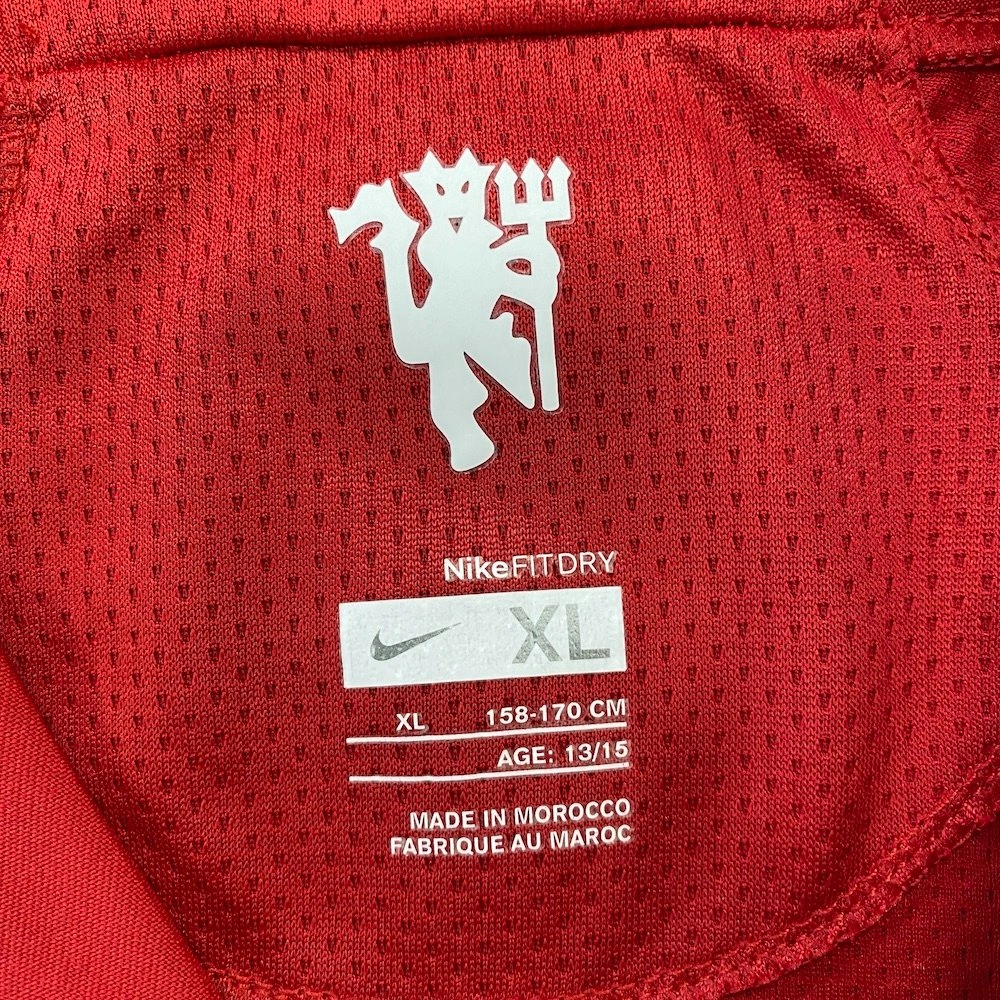 NikeFITDRY
XL
XL 158-170 CM
AGE: 13/15
MADE IN MOROCCO
FABRIQUE AU MAROC